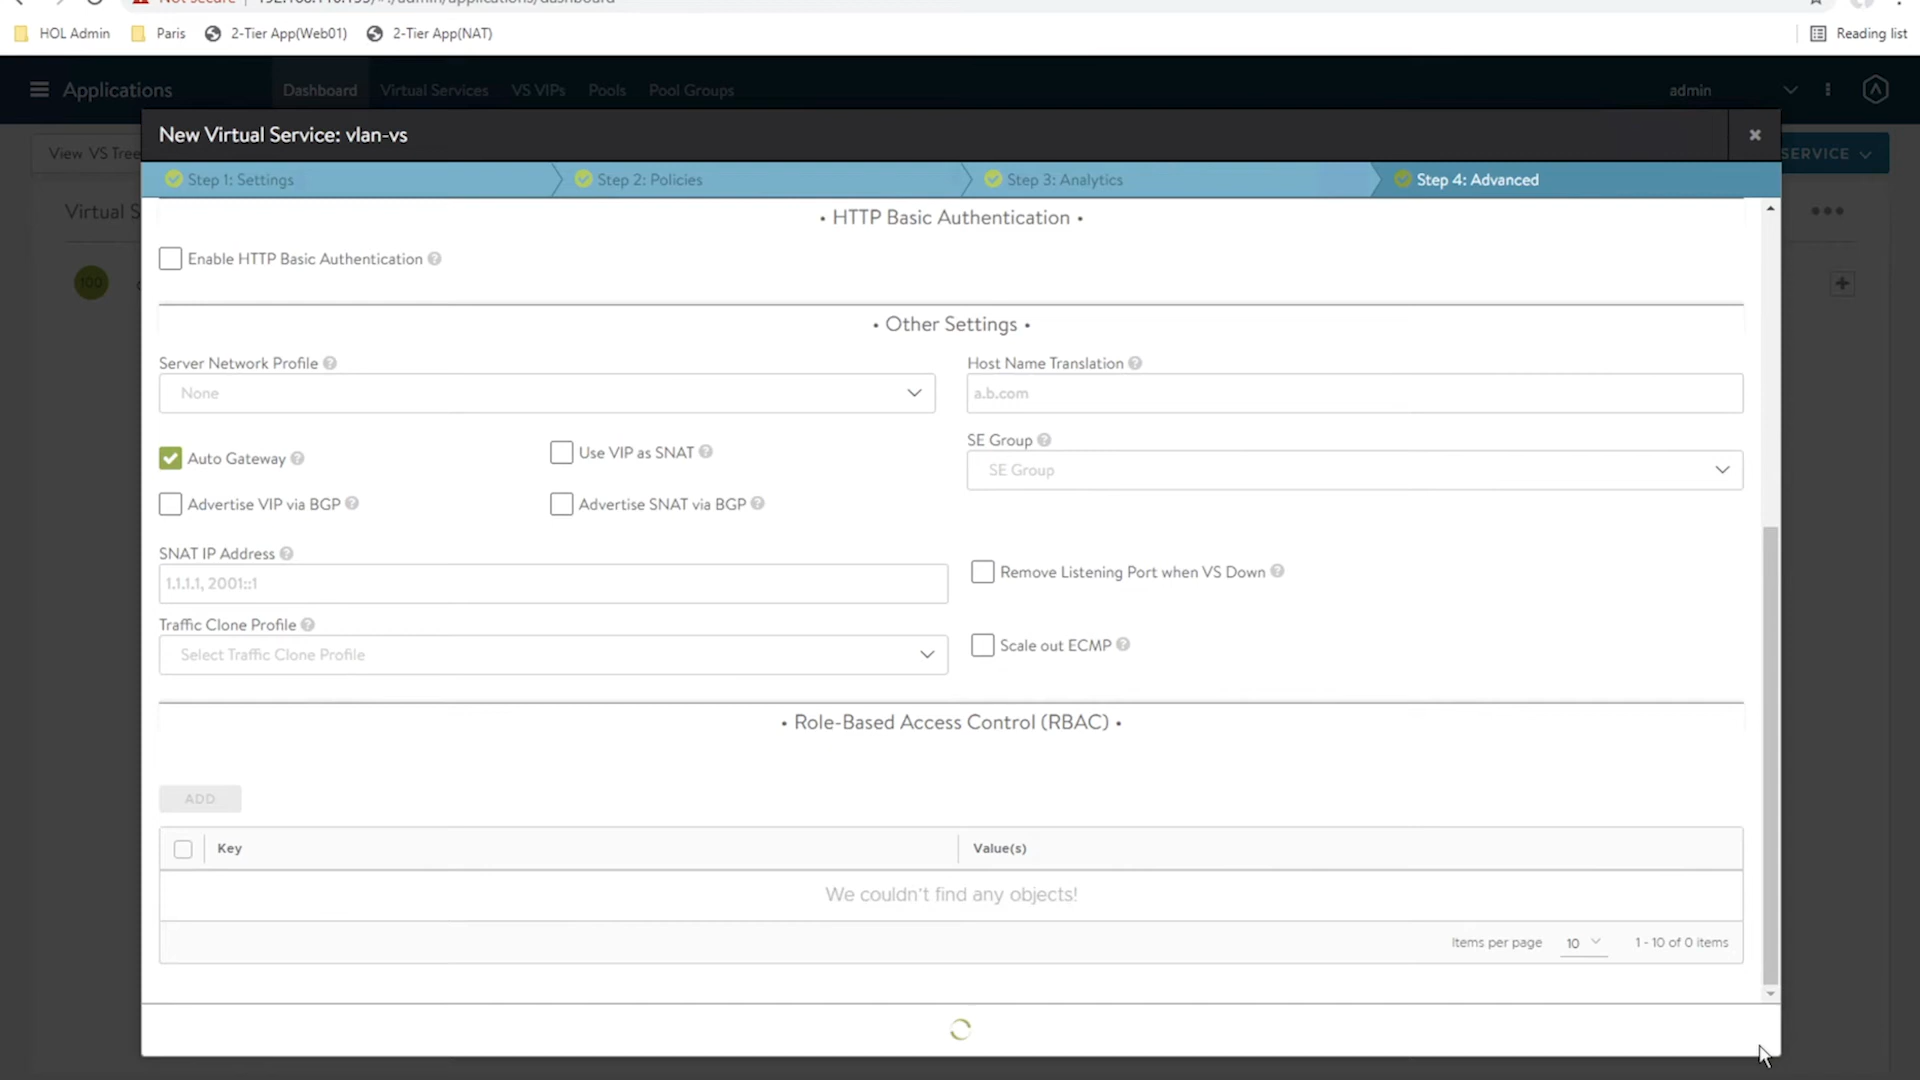 HOL Admin
Paris
2-Tier App(Web01)
2-Tier App(NAT)
Reading list
Applications
Dashboard
Virtual Services
VS VIPs
Pools
Pool Groups
admin
New Virtual Service: vlan-vs
View VS Tree
SERVICE
Step 1: Settings
Step 2: Policies
Step 3: Analytics
Step 4: Advanced
Virtual S
• HTTP Basic Authentication •
Enable HTTP Basic Authentication
100
• Other Settings •
Server Network Profile
None
Host Name Translation
a.b.com
Auto Gateway
Use VIP as SNAT
SE Group
SE Group
Advertise VIP via BGP
Advertise SNAT via BGP
SNAT IP Address
1.1.1.1, 2001::1
Remove Listening Port when VS Down
Traffic Clone Profile
Select Traffic Clone Profile
Scale out ECMP
• Role-Based Access Control (RBAC) •
ADD
Key
Value(s)
We couldn't find any objects!
Items per page
10
1 - 10 of 0 items